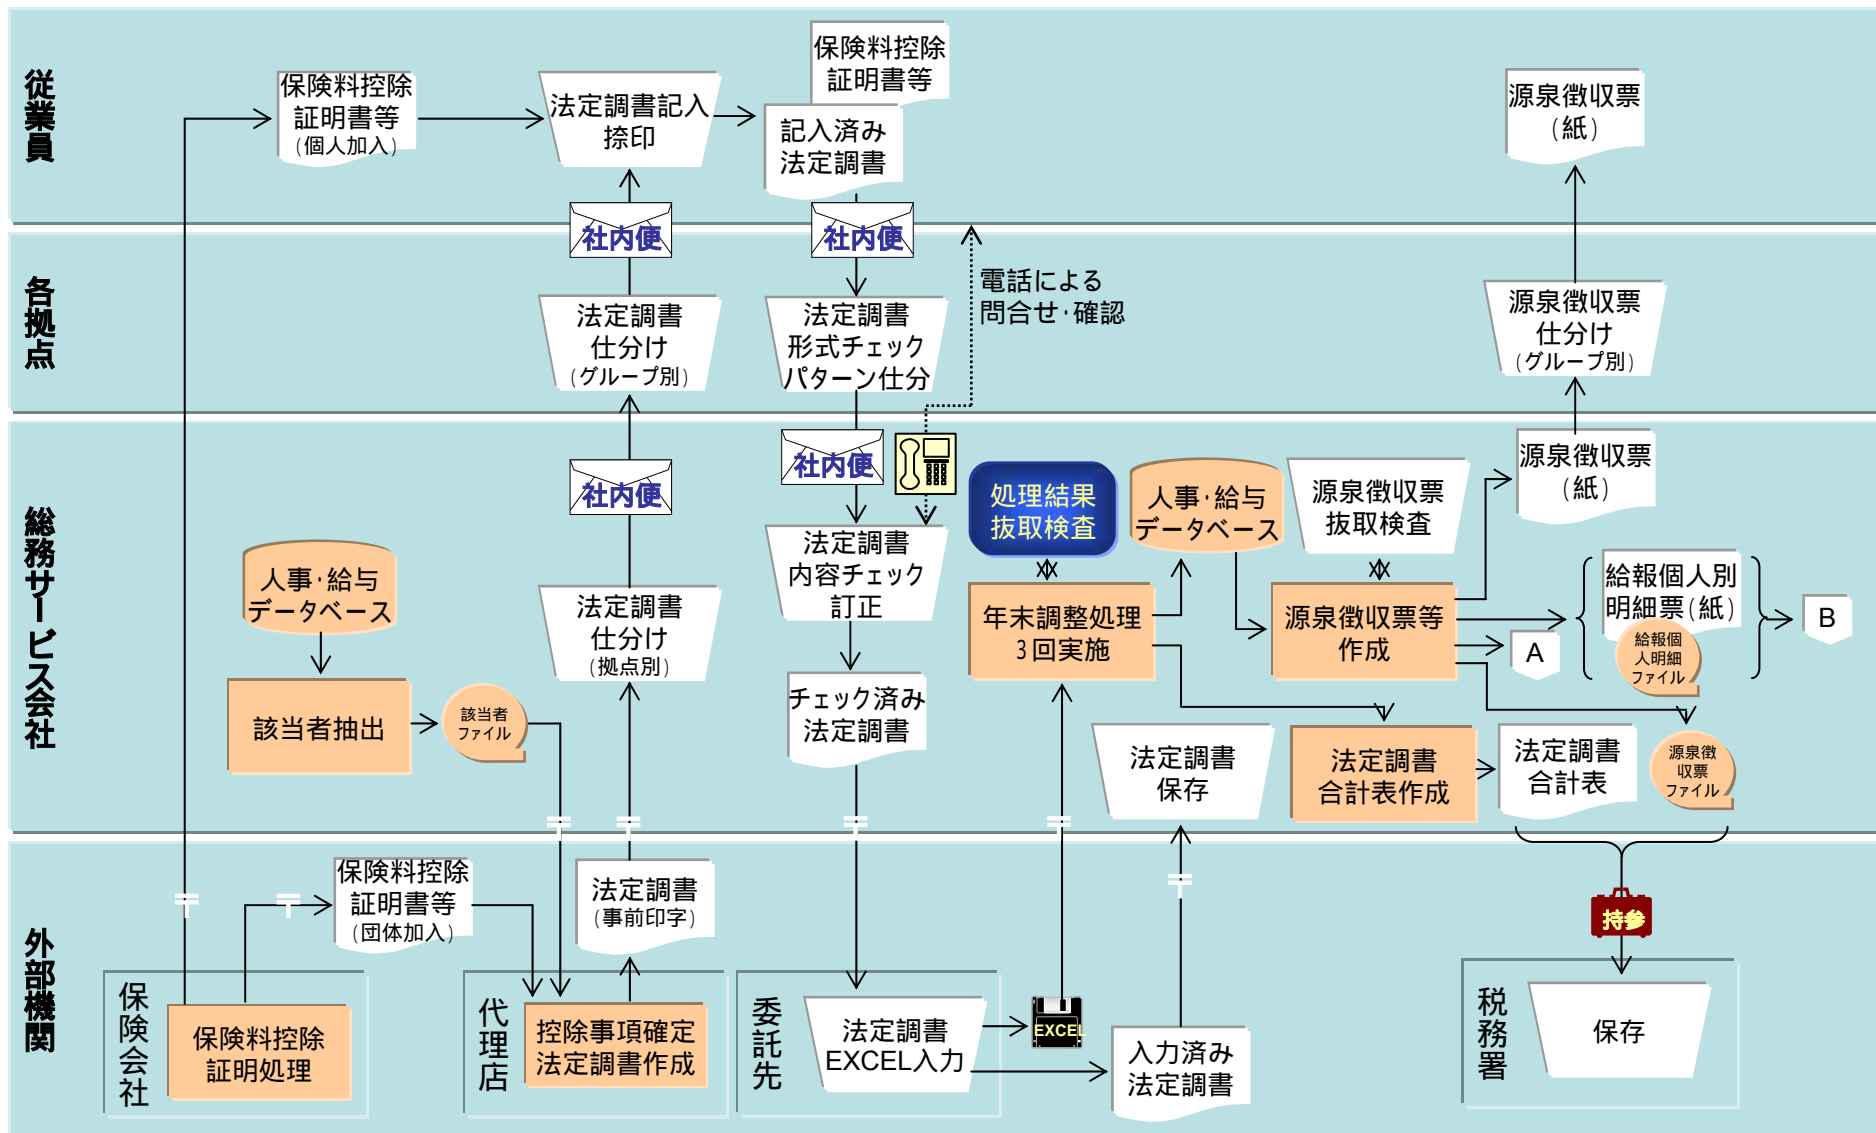 従業員
保険料控除
証明書等
(個人加入)
法定調書記入
捺印
保険料控除
証明書等
記入済み
法定調書
源泉徴収票
(紙)
社内便
社内便
各拠点
法定調書
仕分け
(グループ別)
法定調書
形式チェック
パターン仕分
電話による
問合せ・確認
源泉徴収票
仕分け
(グループ別)
総務サービス会社
社内便
社内便
人事・給与
データベース
該当者抽出
該当者
ファイル
法定調書
仕分け
(拠点別)
法定調書
内容チェック
訂正
チェック済み
法定調書
処理結果
抜取検査
年末調整処理
3回実施
人事・給与
データベース
源泉徴収票
抜取検査
源泉徴収票等
作成
源泉徴収票
(紙)
A
給報個人別
明細票(紙)
給報個
人明細
ファイル
B
法定調書
保存
法定調書
合計表作成
法定調書
合計表
源泉徴
収票
ファイル
〒
〒
〒
〒
外部機関
〒
〒
〒
保険料控除
証明書等
(団体加入)
法定調書
(事前印字)
持参
保険会社
保険料控除
証明処理
代理店
控除事項確定
法定調書作成
委託先
法定調書
EXCEL入力
EXCEL
入力済み
法定調書
税務署
保存